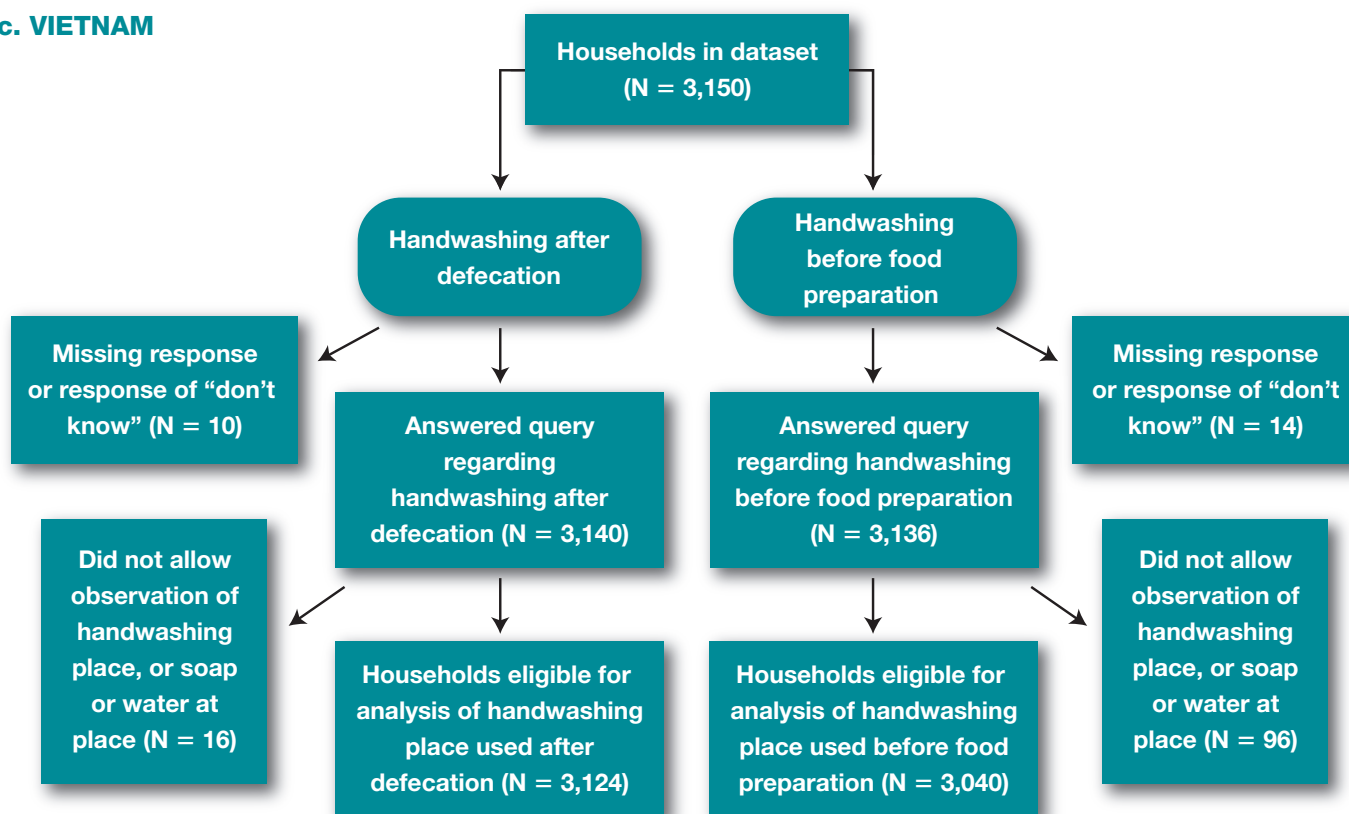 c. VIETNAM
Households in dataset
(N = 3,150)
Handwashing after
defecation
Handwashing
before food
preparation
Missing response
or response of “don’t
know” (N = 10)
Answered query
regarding
handwashing after
defecation (N = 3,140)
Answered query
regarding handwashing
before food preparation
(N = 3,136)
Missing response
or response of “don’t
know” (N = 14)
Did not allow
observation of
handwashing
place, or soap
or water at
place (N = 16)
Households eligible for
analysis of handwashing
place used after
defecation (N = 3,124)
Households eligible for
analysis of handwashing
place used before food
preparation (N = 3,040)
Did not allow
observation of
handwashing
place, or soap
or water at
place (N = 96)